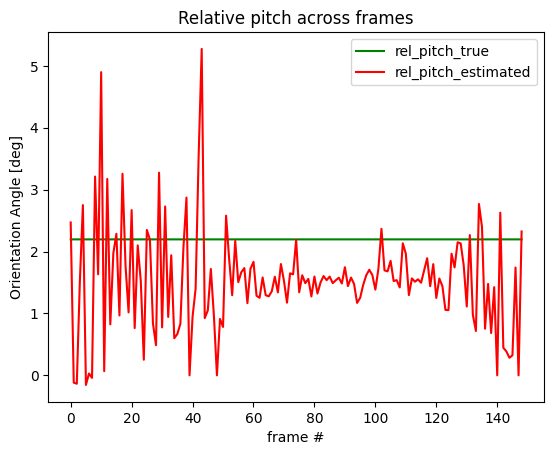 Relative pitch across frames
rel_pitch_true
rel_pitch_estimated
Orientation Angle [deg]
5
4
3
2
1
0
0 20 40 60 80 100 120 140
frame #